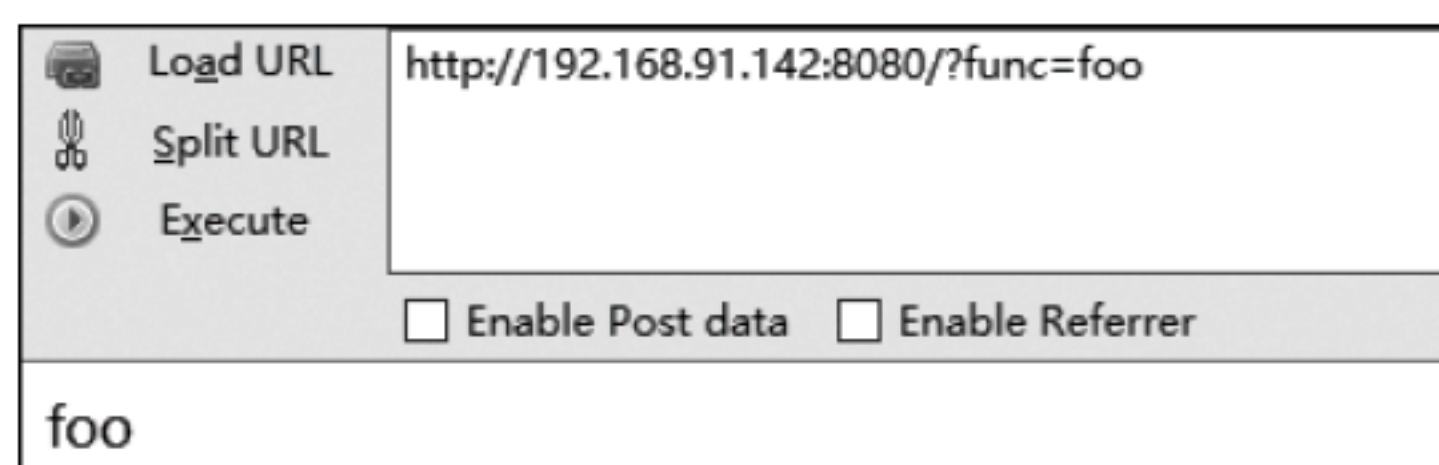 Load URL
http://192.168.91.142:8080/?func=foo
Split URL
Execute
Enable Post data
Enable Referrer
foo